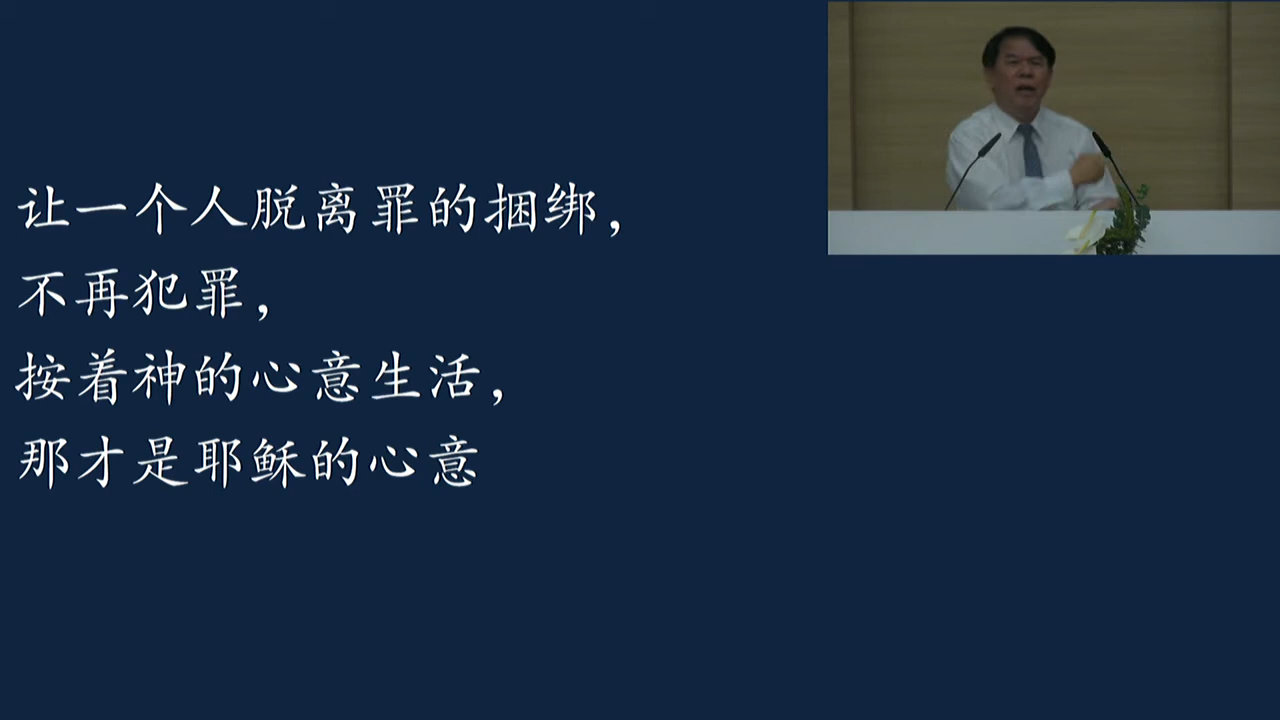 让一个人脱离罪的捆绑，
不再犯罪，
按着神的心意生活，
那才是耶稣的心意